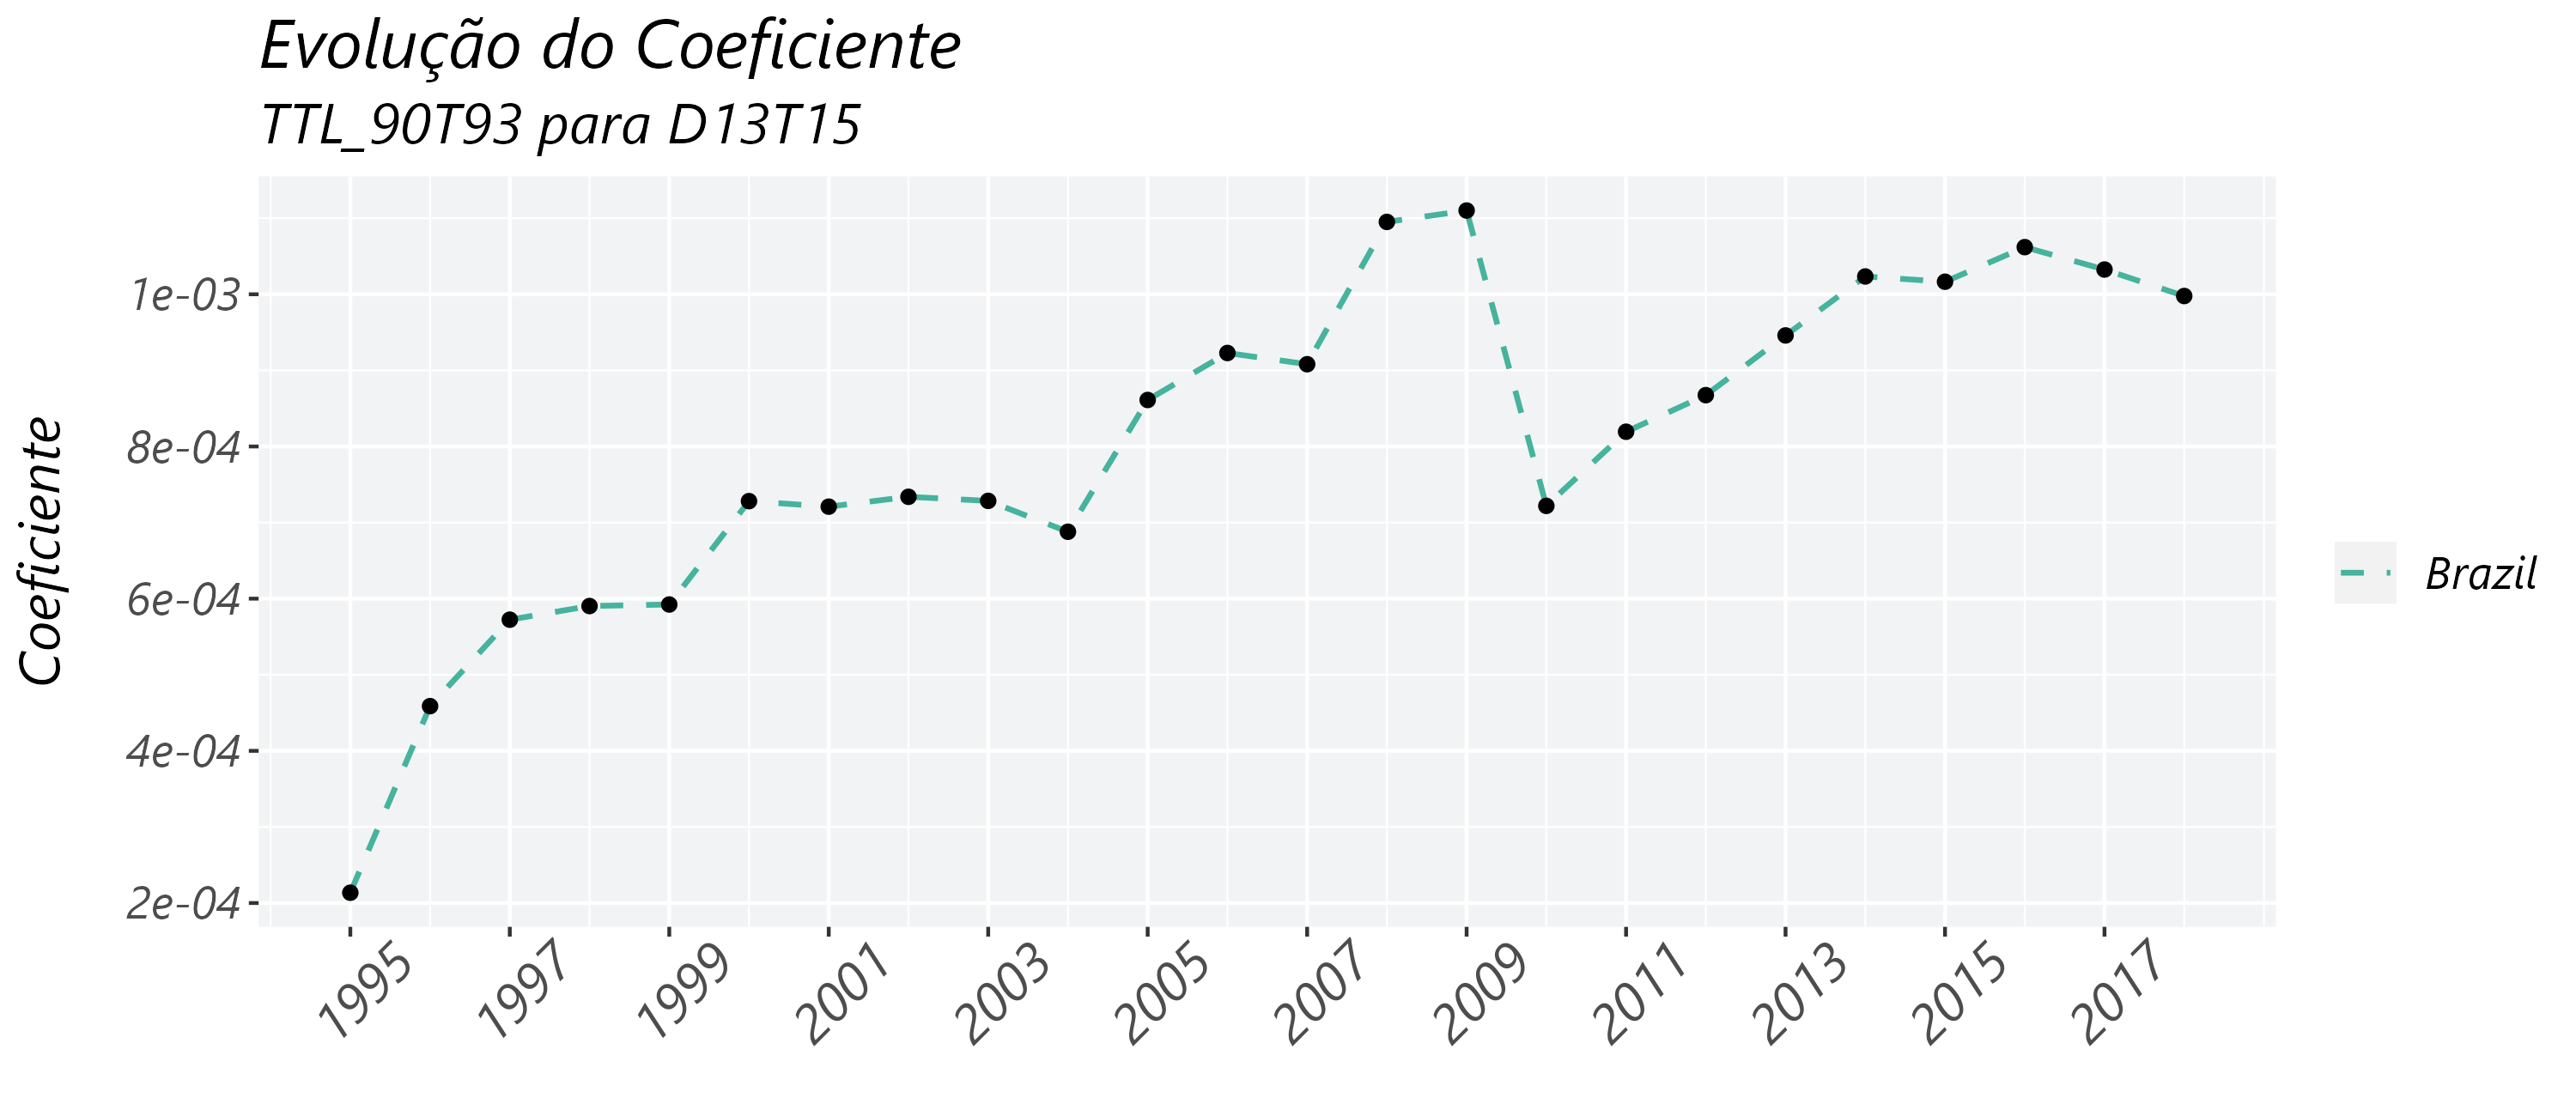 Evolução do Coeficiente
TTL_90T93 para D13T15
Coeficiente
1e-03
8e-04
6e-04
4e-04
2e-04
1995
1997
1999
2001
2003
2005
2007
2009
2011
2013
2015
2017
Brazil